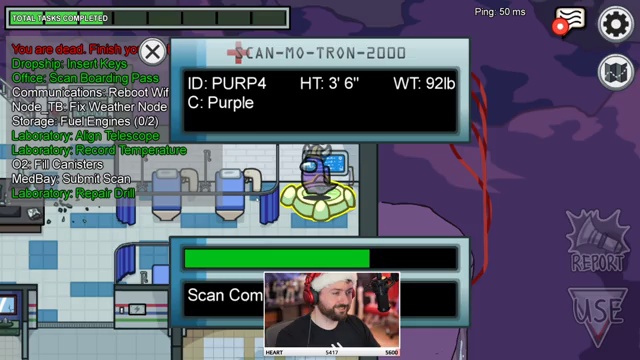 TOTAL TASKS COMPLETED
Ping: 50 ms
You are dead. Finish you
Dropship: Insert Keys
Office: Scan Boarding Pass
Communications: Reboot Wif
Node_TB: Fix Weather Node
Storage: Fuel Engines (0/2)
Laboratory: Align Telescope
Laboratory: Record Temperature
O2: Fill Canisters
MedBay: Submit Scan
Laboratory: Repair Drill
SCAN-MO-TRON-2000
ID: PURP4 HT: 3' 6" WT: 92lb
C: Purple
Scan Com
REPORT
USE
HEART 5417 5600